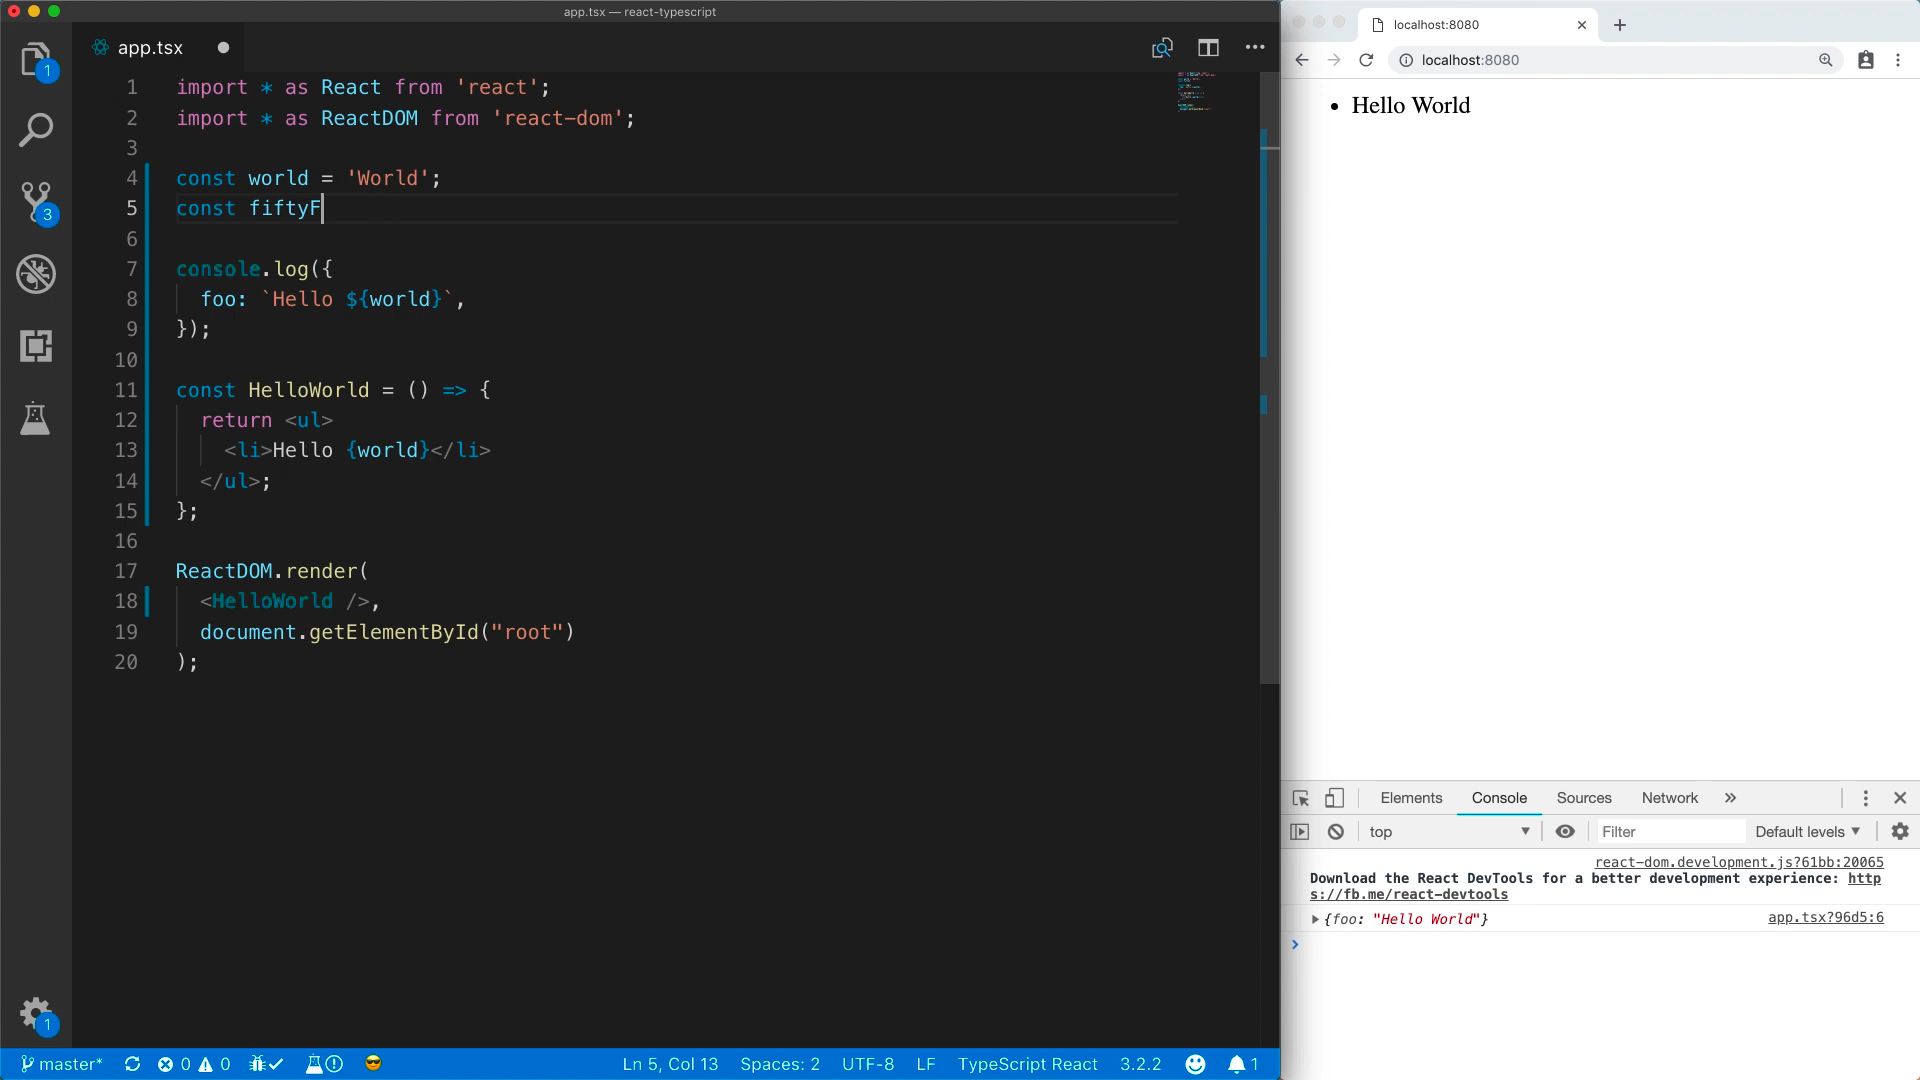 app.tsx — react-typescript
app.tsx
1 import * as React from 'react';
2 import * as ReactDOM from 'react-dom';
3
4 const world = 'World';
5 const fiftyF
6
7 console.log({
8 foo: `Hello ${world}`,
9 });
10
11 const HelloWorld = () => {
12 return <ul>
13 <li>Hello {world}</li>
14 </ul>;
15 };
16
17 ReactDOM.render(
18 <HelloWorld />,
19 document.getElementById("root")
20 );
1
3
1
master* 0 0 Ln 5, Col 13 Spaces: 2 UTF-8 LF TypeScript React 3.2.2 1
localhost:8080
localhost:8080
• Hello World
Elements Console Sources Network »
top Filter Default levels
react-dom.development.js?61bb:20065
Download the React DevTools for a better development experience: http
s://fb.me/react-devtools
{foo: "Hello World"} app.tsx?96d5:6